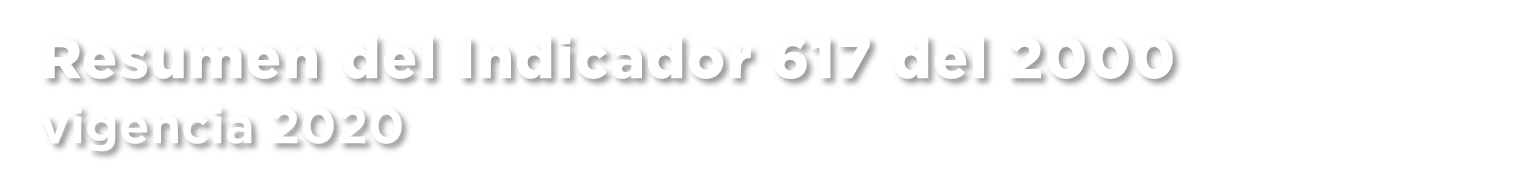 Resumen del Indicador 617 del 2000
vigencia 2020